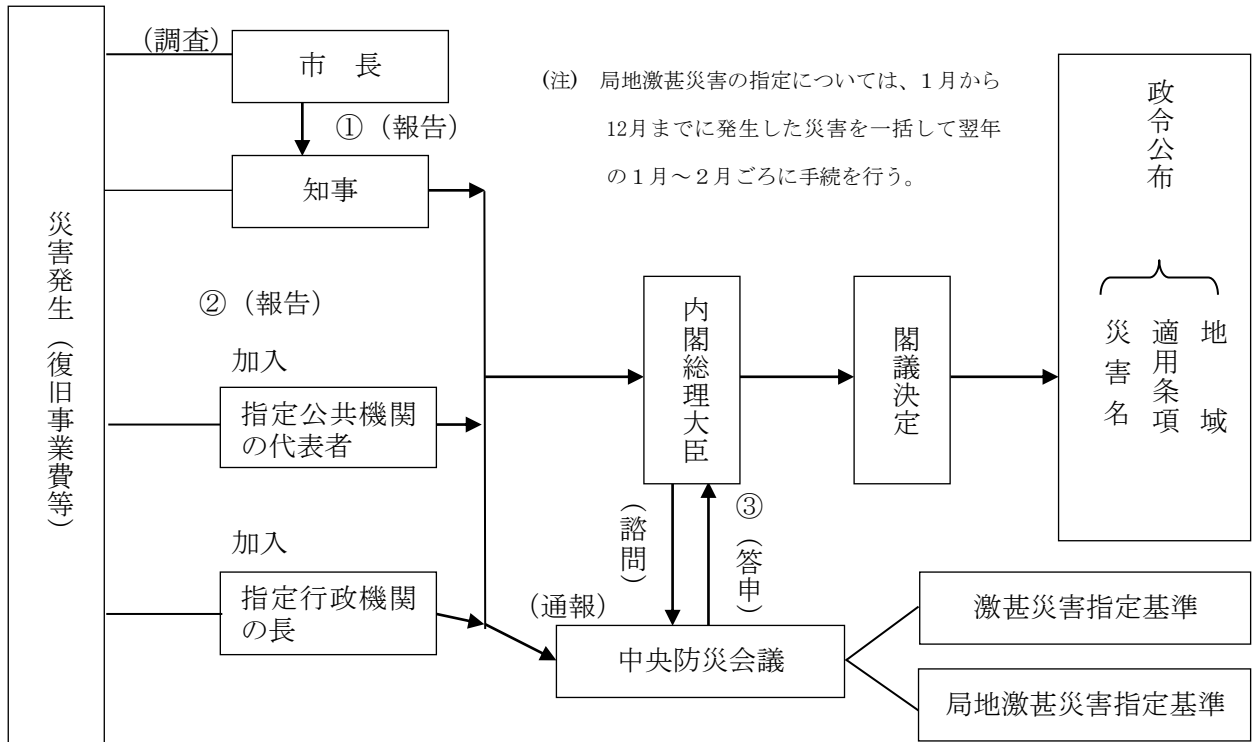 災害発生（復旧事業費等）
（調査）
市　長
①（報告）
知事
②（報告）
加入
指定公共機関
の代表者
加入
指定行政機関
の長
(注)　局地激甚災害の指定については、１月から
12月までに発生した災害を一括して翌年
の１月～２月ごろに手続を行う。
内閣総理大臣
閣議決定
政令公布
地　域
適用条項
災害名
（諮問）
③（答申）
（通報）
中央防災会議
激甚災害指定基準
局地激甚災害指定基準